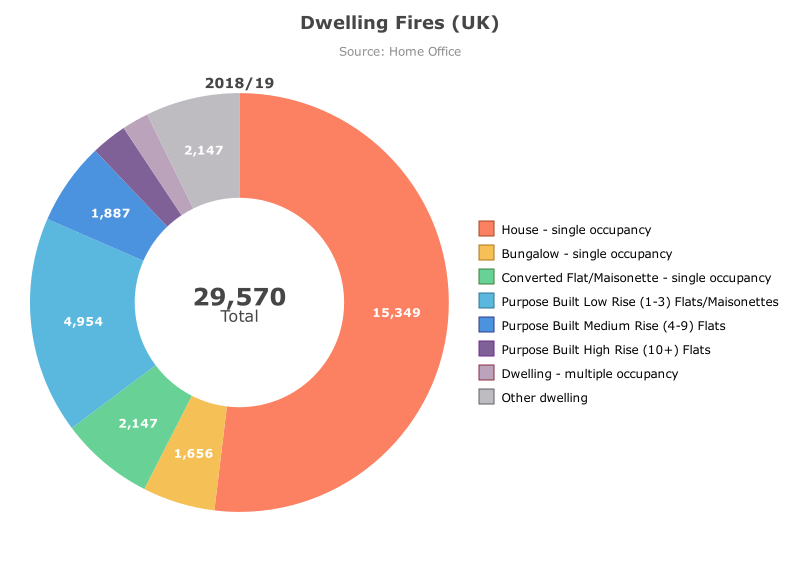 Dwelling Fires (UK)
Source: Home Office
2018/19
2,147
1,887
4,954
2,147
1,656
15,349
29,570
Total
House - single occupancy
Bungalow - single occupancy
Converted Flat/Maisonette - single occupancy
Purpose Built Low Rise (1-3) Flats/Maisonettes
Purpose Built Medium Rise (4-9) Flats
Purpose Built High Rise (10+) Flats
Dwelling - multiple occupancy
Other dwelling